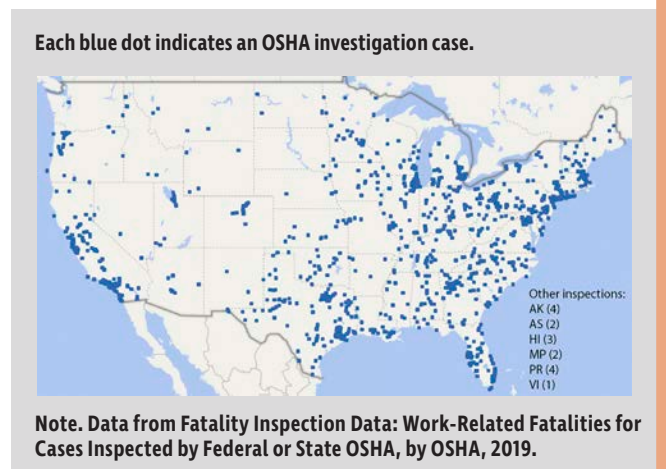 Each blue dot indicates an OSHA investigation case.
Other inspections:
AK (4)
AS (2)
HI (3)
MP (2)
PR (4)
VI (1)
Note. Data from Fatality Inspection Data: Work-Related Fatalities for
Cases Inspected by Federal or State OSHA, by OSHA, 2019.